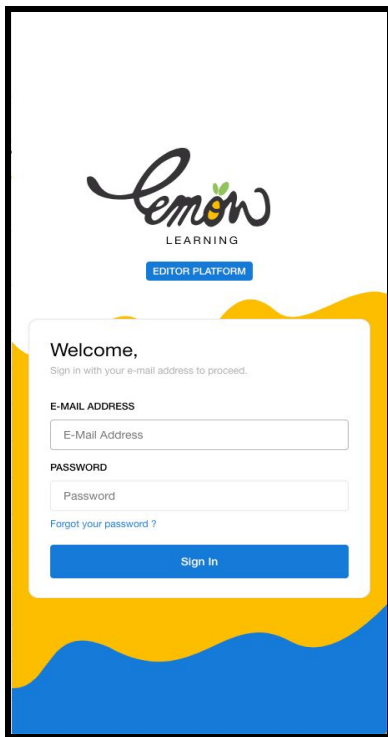 Lemon
LEARNING
EDITOR PLATFORM
Welcome,
Sign in with your e-mail address to proceed.
E-MAIL ADDRESS
E-Mail Address
PASSWORD
Password
Forgot your password ?
Sign In